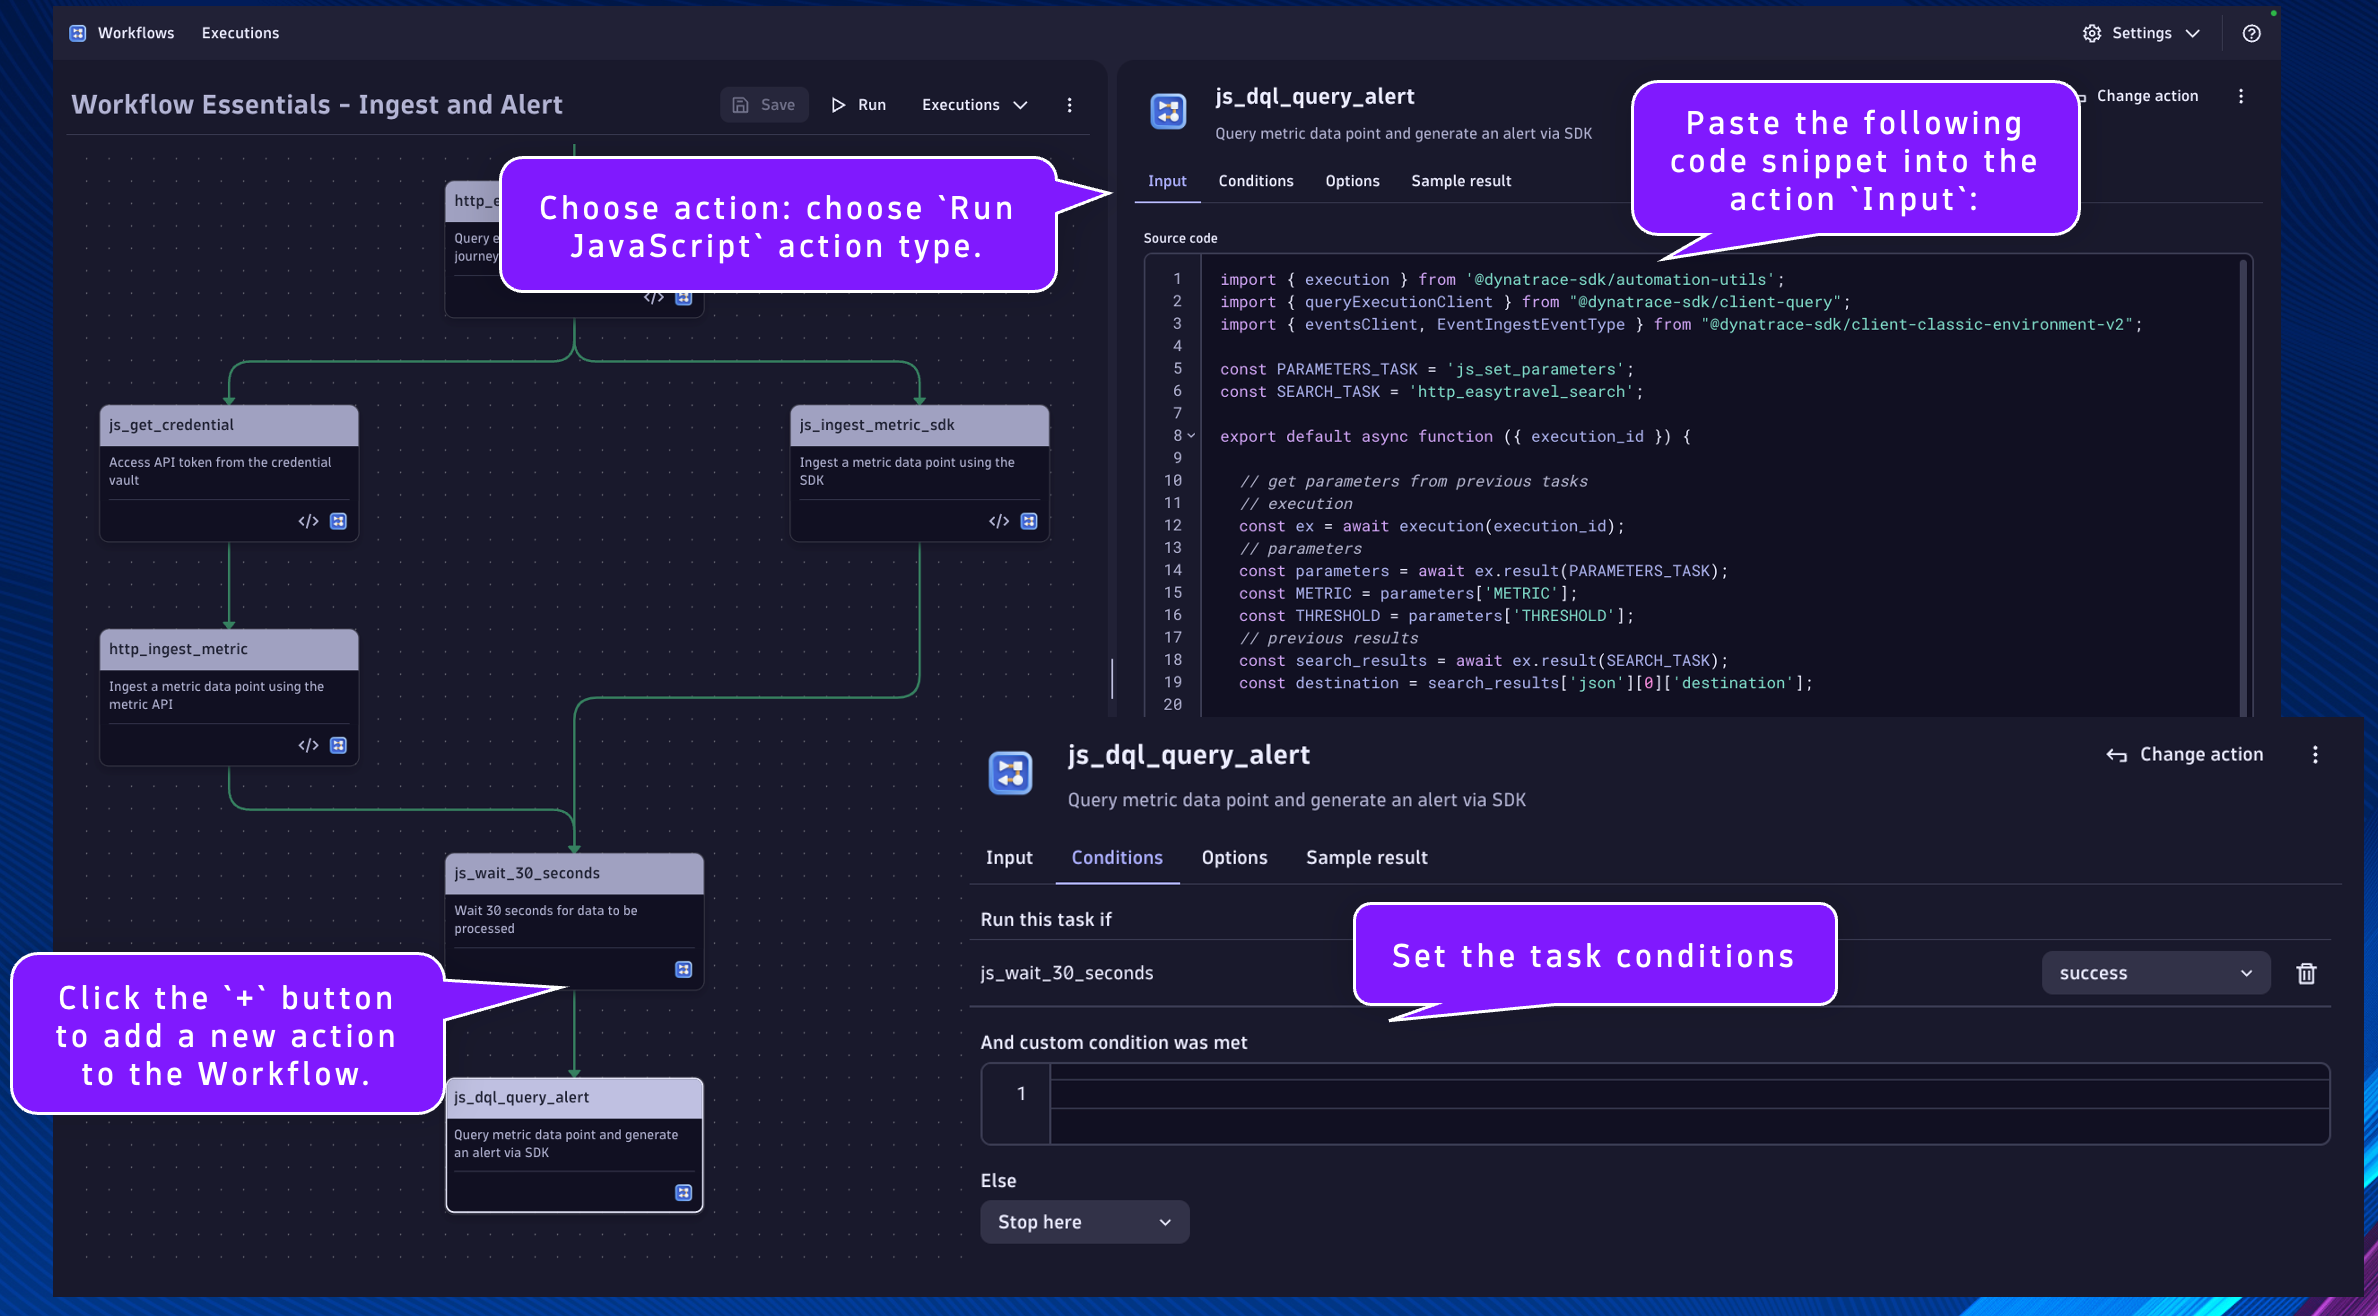 Workflows
Executions
Settings
Workflow Essentials - Ingest and Alert
Save
Run
Executions
http_e
Query e
journey
</>
Choose action: choose `Run
JavaScript` action type.
js_get_credential
Access API token from the credential
vault
</>
js_ingest_metric_sdk
Ingest a metric data point using the
SDK
</>
http_ingest_metric
Ingest a metric data point using the
metric API
</>
js_wait_30_seconds
Wait 30 seconds for data to be
processed
Click the `+` button
to add a new action
to the Workflow.
js_dql_query_alert
Query metric data point and generate
an alert via SDK
js_dql_query_alert
Query metric data point and generate an alert via SDK
Change action
Paste the following
code snippet into the
action `Input`:
Input
Conditions
Options
Sample result
Source code
1 import { execution } from '@dynatrace-sdk/automation-utils';
2 import { queryExecutionClient } from "@dynatrace-sdk/client-query";
3 import { eventsClient, EventIngestEventType } from "@dynatrace-sdk/client-classic-environment-v2";
4
5 const PARAMETERS_TASK = 'js_set_parameters';
6 const SEARCH_TASK = 'http_easytravel_search';
7
8 export default async function ({ execution_id }) {
9
10 // get parameters from previous tasks
11 // execution
12 const ex = await execution(execution_id);
13 // parameters
14 const parameters = await ex.result(PARAMETERS_TASK);
15 const METRIC = parameters['METRIC'];
16 const THRESHOLD = parameters['THRESHOLD'];
17 // previous results
18 const search_results = await ex.result(SEARCH_TASK);
19 const destination = search_results['json'][0]['destination'];
20
js_dql_query_alert
Query metric data point and generate an alert via SDK
Change action
Input
Conditions
Options
Sample result
Run this task if
Set the task conditions
js_wait_30_seconds
success
And custom condition was met
1
Else
Stop here